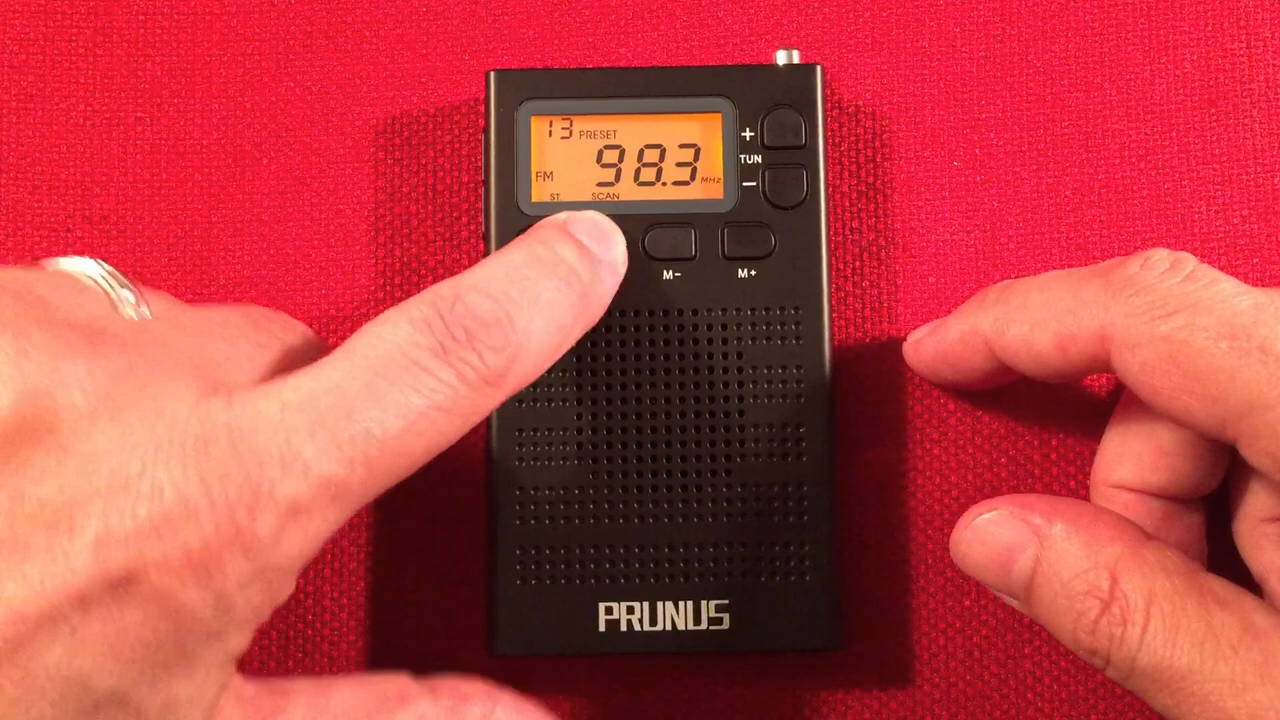 13 PRESET
FM 98.3 MHz
ST SCAN
+
TUN
−
M- M+
PRUNUS